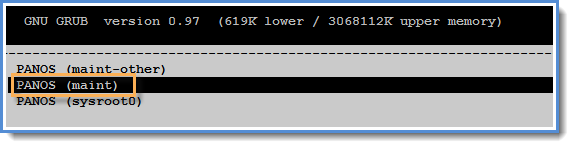 GNU GRUB version 0.97 (619K lower / 3068112K upper memory)
PANOS (maint-other)
PANOS (maint)
PANOS (sysroot0)